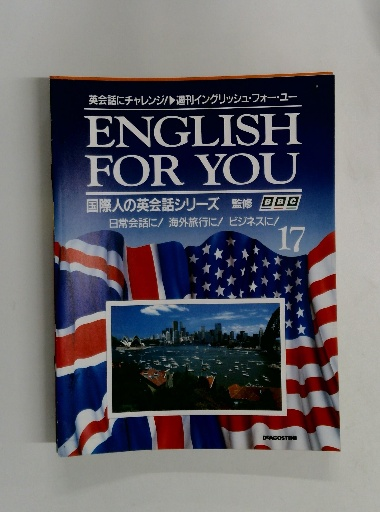 英会話にチャレンジ!▶週刊イングリッシュ・フォー・ユー
ENGLISH
FOR YOU
国際人の英会話シリーズ 監修 BBC
日常会話に! 海外旅行に! ビジネスに!
17
DeAGOSTINI